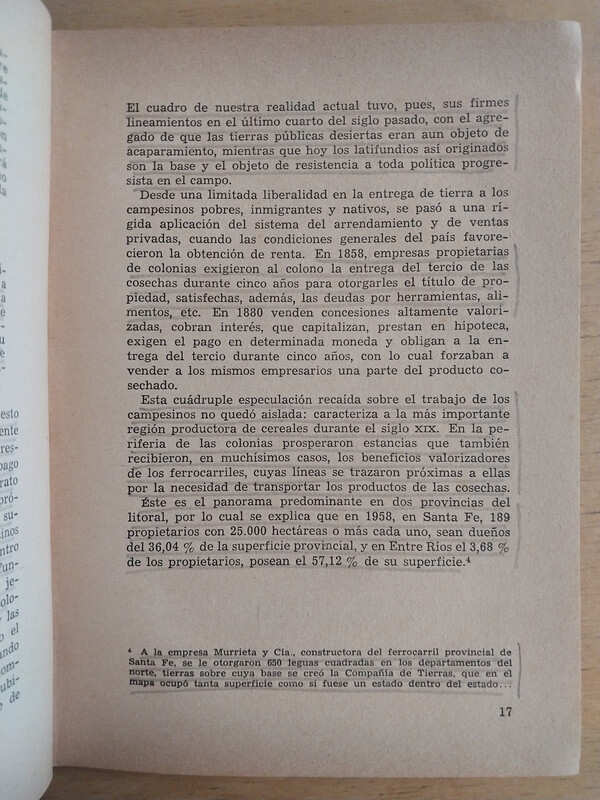 El cuadro de nuestra realidad actual tuvo, pues, sus firmes
lineamientos en el último cuarto del siglo pasado, con el agre-
gado de que las tierras públicas desiertas eran aun objeto de
acaparamiento, mientras que hoy los latifundios así originados
son la base y el objeto de resistencia a toda política progre-
sista en el campo.
Desde una limitada liberalidad en la entrega de tierra a los
campesinos pobres, inmigrantes y nativos, se pasó a una rí-
gida aplicación del sistema del arrendamiento y de ventas
privadas, cuando las condiciones generales del país favore-
cieron la obtención de renta. En 1858, empresas propietarias
de colonias exigieron al colono la entrega del tercio de las
cosechas durante cinco años para otorgarles el título de pro-
piedad, satisfechas, además, las deudas por herramientas, ali-
mentos, etc. En 1880 venden concesiones altamente valori-
zadas, cobran interés, que capitalizan, prestan en hipoteca,
exigen el pago en determinada moneda y obligan a la en-
trega del tercio durante cinco años, con lo cual forzaban a
vender a los mismos empresarios una parte del producto co-
sechado.
Esta cuádruple especulación recaída sobre el trabajo de los
campesinos no quedó aislada: caracteriza a la más importante
región productora de cereales durante el siglo XIX. En la pe-
riferia de las colonias prosperaron estancias que también
recibieron, en muchísimos casos, los beneficios valorizadores
de los ferrocarriles, cuyas líneas se trazaron próximas a ellas
por la necesidad de transportar los productos de las cosechas.
Éste es el panorama predominante en dos provincias del
litoral, por lo cual se explica que en 1958, en Santa Fe, 189
propietarios con 25.000 hectáreas o más cada uno, sean dueños
del 36,04 % de la superficie provincial, y en Entre Ríos el 3,68 %
de los propietarios, posean el 57,12 % de su superficie.⁴
⁴ A la empresa Murrieta y Cía., constructora del ferrocarril provincial de
Santa Fe, se le otorgaron 650 leguas cuadradas en los departamentos del
norte, tierras sobre cuya base se creó la Compañía de Tierras, que en el
mapa ocupó tanta superficie como si fuese un estado dentro del estado...
17